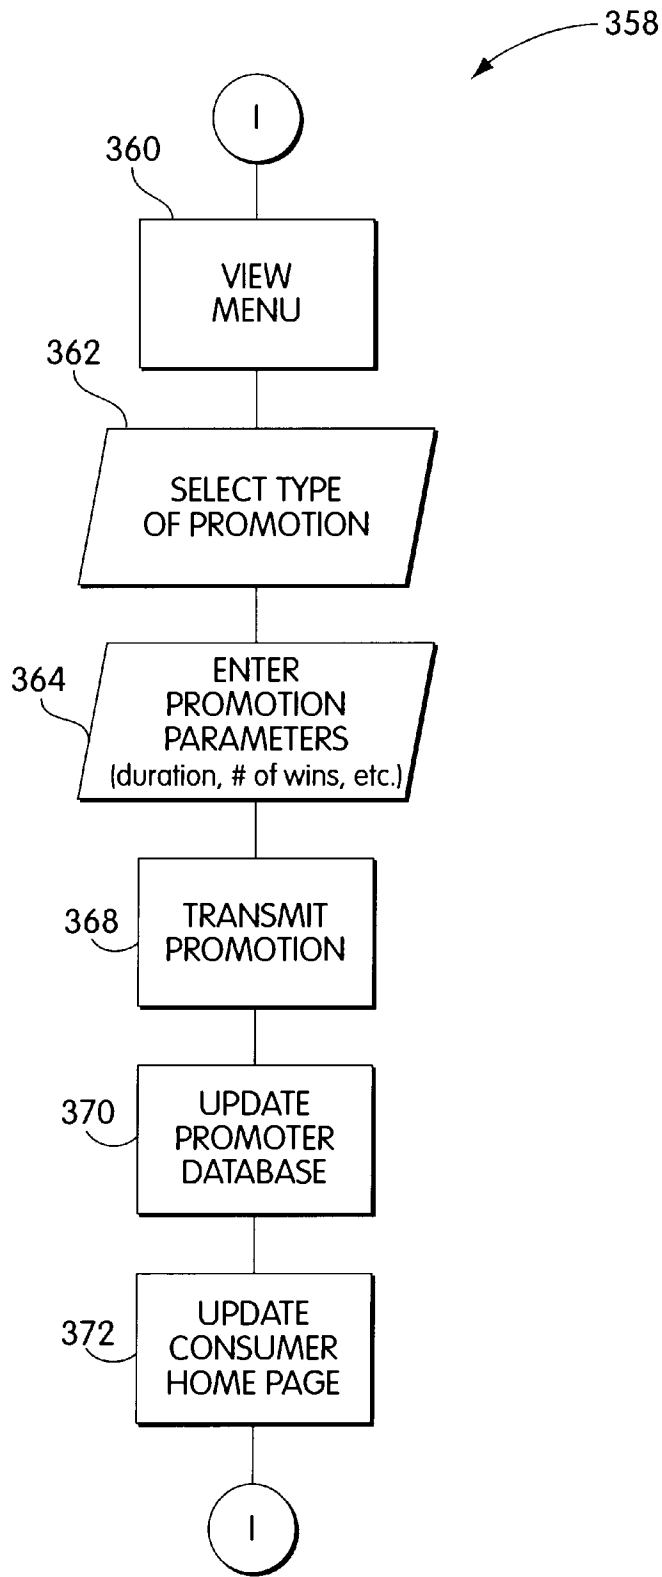 358
I
360
VIEW
MENU
362
SELECT TYPE
OF PROMOTION
364
ENTER
PROMOTION
PARAMETERS
(duration, # of wins, etc.)
368
TRANSMIT
PROMOTION
370
UPDATE
PROMOTER
DATABASE
372
UPDATE
CONSUMER
HOME PAGE
I